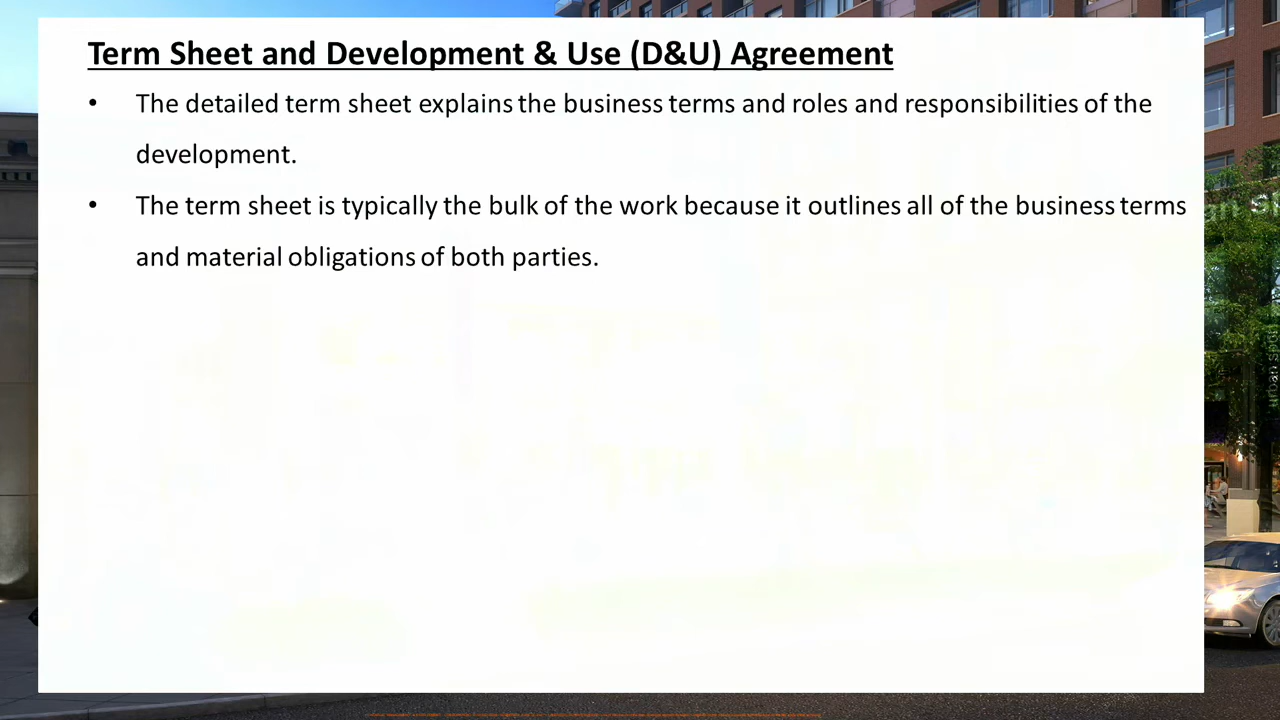 Term Sheet and Development & Use (D&U) Agreement
• The detailed term sheet explains the business terms and roles and responsibilities of the
development.
• The term sheet is typically the bulk of the work because it outlines all of the business terms
and material obligations of both parties.